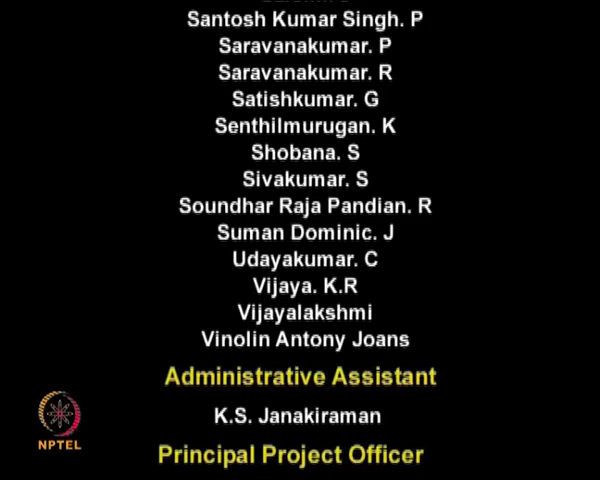 Santosh Kumar Singh. P
Saravanakumar. P
Saravanakumar. R
Satishkumar. G
Senthilmurugan. K
Shobana. S
Sivakumar. S
Soundhar Raja Pandian. R
Suman Dominic. J
Udayakumar. C
Vijaya. K.R
Vijayalakshmi
Vinolin Antony Joans
Administrative Assistant
K.S. Janakiraman
NPTEL
Principal Project Officer